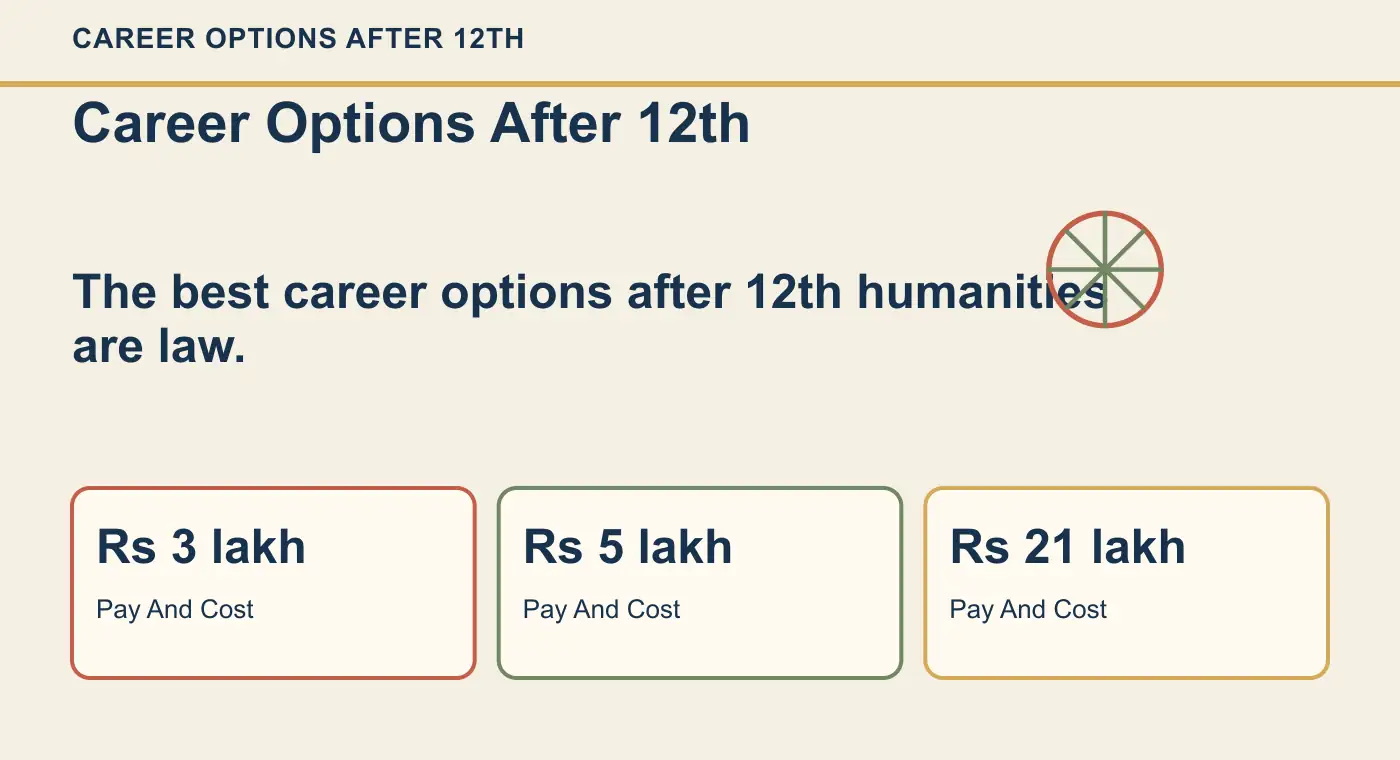 CAREER OPTIONS AFTER 12TH
Career Options After 12th
The best career options after 12th humanities
are law.
Rs 3 lakh
Pay And Cost
Rs 5 lakh
Pay And Cost
Rs 21 lakh
Pay And Cost